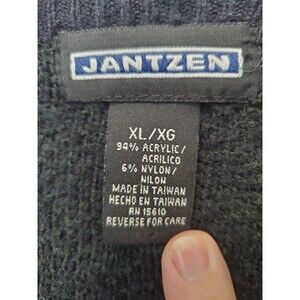 JANTZEN
XL/XG
94% ACRYLIC/
ACRILICO
6% NYLON/
NILON
MADE IN TAIWAN
HECHO EN TAIWAN
RN 15610
REVERSE FOR CARE